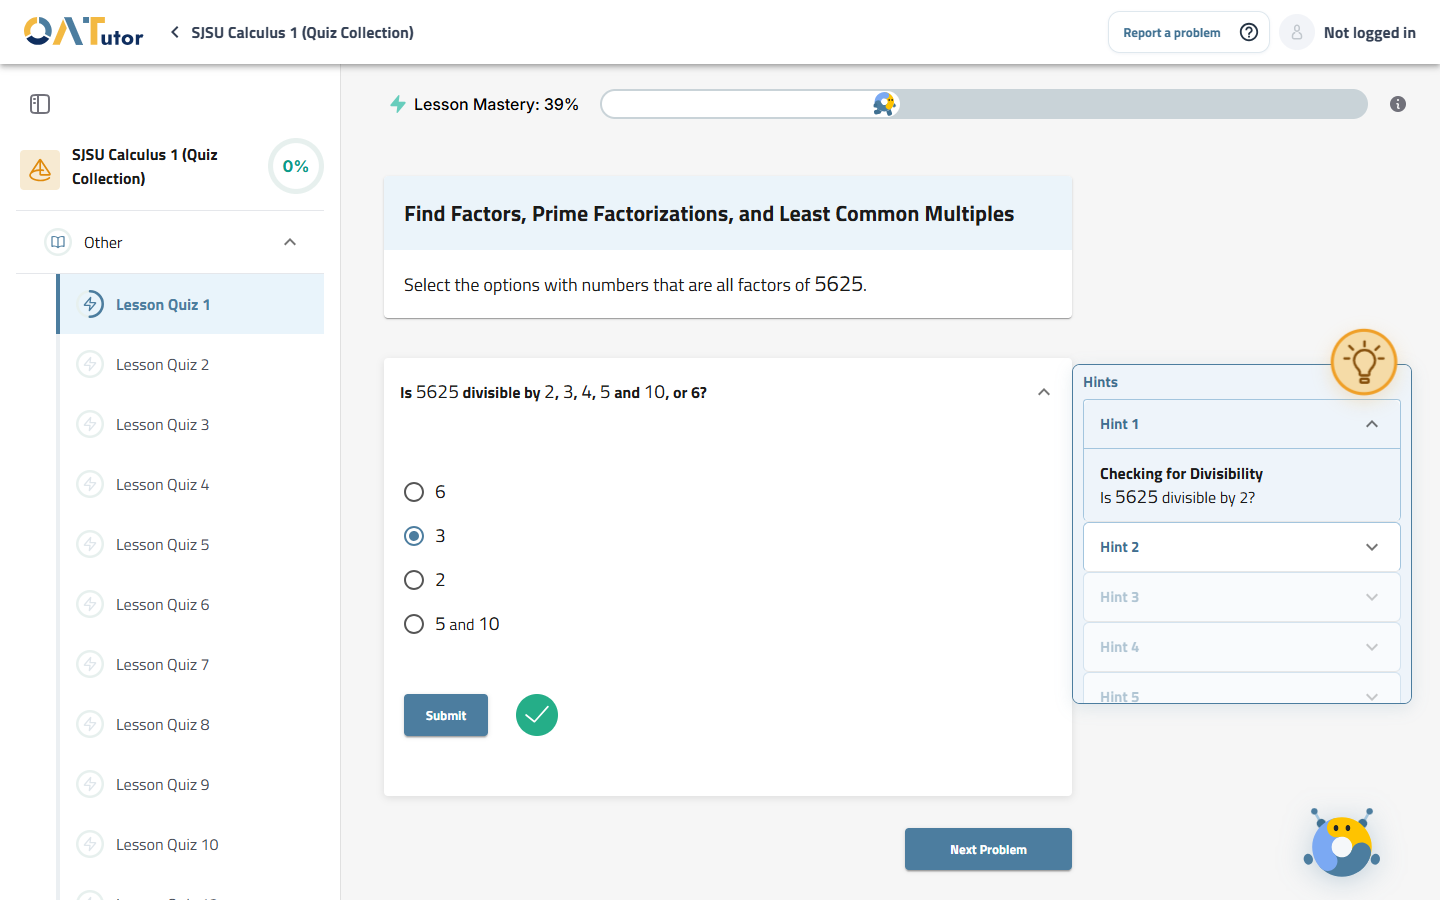 OATutor
SJSU Calculus 1 (Quiz Collection)
Report a problem
Not logged in
Lesson Mastery: 39%
SJSU Calculus 1 (Quiz
Collection)
0%
Other
Lesson Quiz 1
Lesson Quiz 2
Lesson Quiz 3
Lesson Quiz 4
Lesson Quiz 5
Lesson Quiz 6
Lesson Quiz 7
Lesson Quiz 8
Lesson Quiz 9
Lesson Quiz 10
Find Factors, Prime Factorizations, and Least Common Multiples
Select the options with numbers that are all factors of 5625.
Is 5625 divisible by 2, 3, 4, 5 and 10, or 6?
6
3
2
5 and 10
Submit
Next Problem
Hints
Hint 1
Checking for Divisibility
Is 5625 divisible by 2?
Hint 2
Hint 3
Hint 4
Hint 5